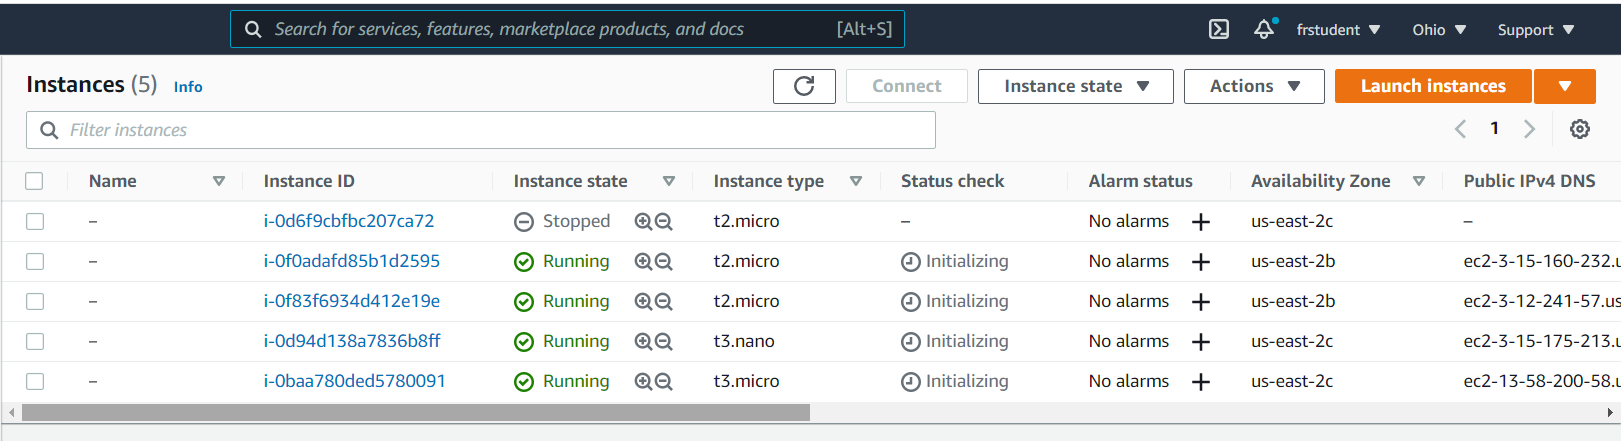 Search for services, features, marketplace products, and docs [Alt+S] frstudent Ohio Support
Instances (5) Info Connect Instance state Actions Launch instances
Filter instances 1
Name Instance ID Instance state Instance type Status check Alarm status Availability Zone Public IPv4 DNS
– i-0d6f9cbfbc207ca72 Stopped t2.micro – No alarms + us-east-2c –
– i-0f0adafd85b1d2595 Running t2.micro Initializing No alarms + us-east-2b ec2-3-15-160-232.u
– i-0f83f6934d412e19e Running t2.micro Initializing No alarms + us-east-2b ec2-3-12-241-57.us
– i-0d94d138a7836b8ff Running t3.nano Initializing No alarms + us-east-2c ec2-3-15-175-213.u
– i-0baa780ded5780091 Running t3.micro Initializing No alarms + us-east-2c ec2-13-58-200-58.u